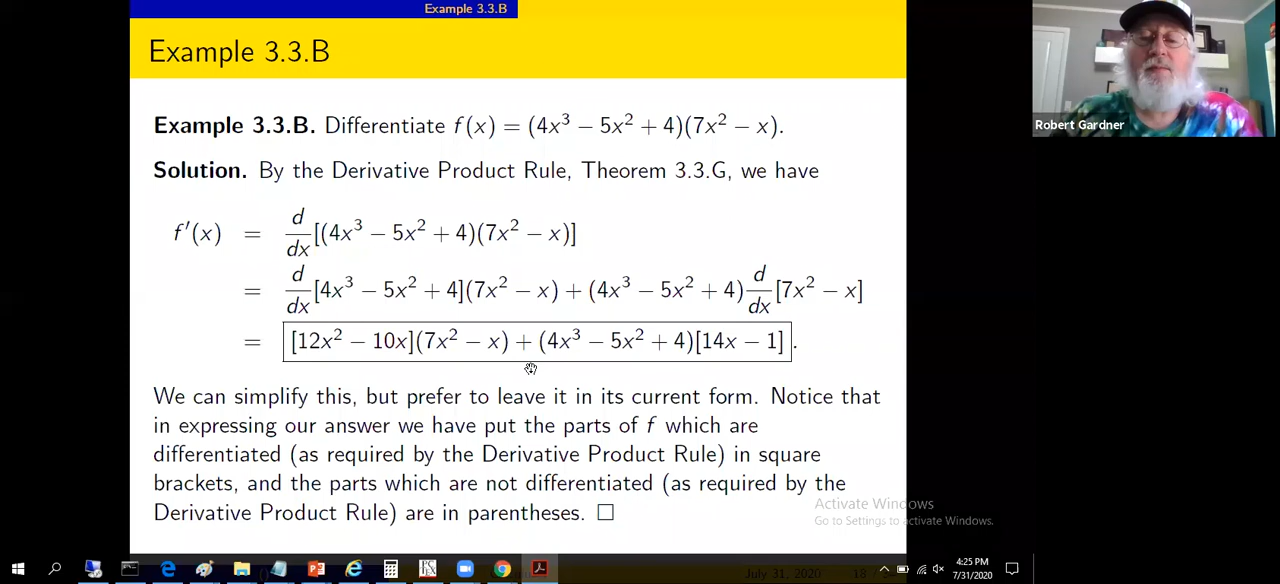 Example 3.3.B
Example 3.3.B
Robert Gardner
Example 3.3.B. Differentiate f(x) = (4x³ − 5x² + 4)(7x² − x).
Solution. By the Derivative Product Rule, Theorem 3.3.G, we have
f′(x) = d/dx[(4x³ − 5x² + 4)(7x² − x)]
= d/dx[4x³ − 5x² + 4](7x² − x) + (4x³ − 5x² + 4)d/dx[7x² − x]
= [12x² − 10x](7x² − x) + (4x³ − 5x² + 4)[14x − 1].
We can simplify this, but prefer to leave it in its current form. Notice that
in expressing our answer we have put the parts of f which are
differentiated (as required by the Derivative Product Rule) in square
brackets, and the parts which are not differentiated (as required by the
Derivative Product Rule) are in parentheses. □
Activate Windows
Go to Settings to activate Windows.
4:25 PM
7/31/2020
July 31, 2020 18